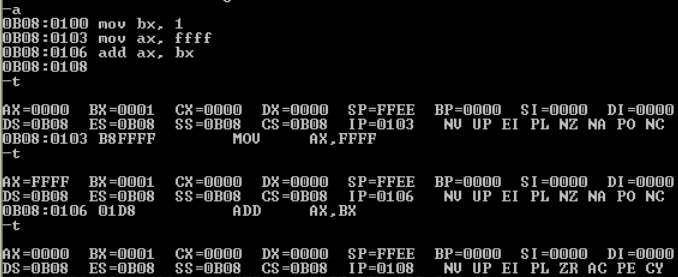 -a
0B08:0100 mov bx, 1
0B08:0103 mov ax, ffff
0B08:0106 add ax, bx
0B08:0108
-t
AX=0000 BX=0001 CX=0000 DX=0000 SP=FFEE BP=0000 SI=0000 DI=0000
DS=0B08 ES=0B08 SS=0B08 CS=0B08 IP=0103 NV UP EI PL NZ NA PO NC
0B08:0103 B8FFFF MOV AX,FFFF
-t
AX=FFFF BX=0001 CX=0000 DX=0000 SP=FFEE BP=0000 SI=0000 DI=0000
DS=0B08 ES=0B08 SS=0B08 CS=0B08 IP=0106 NV UP EI PL NZ NA PO NC
0B08:0106 01D8 ADD AX,BX
-t
AX=0000 BX=0001 CX=0000 DX=0000 SP=FFEE BP=0000 SI=0000 DI=0000
DS=0B08 ES=0B08 SS=0B08 CS=0B08 IP=0108 NV UP EI PL ZR AC PE CY